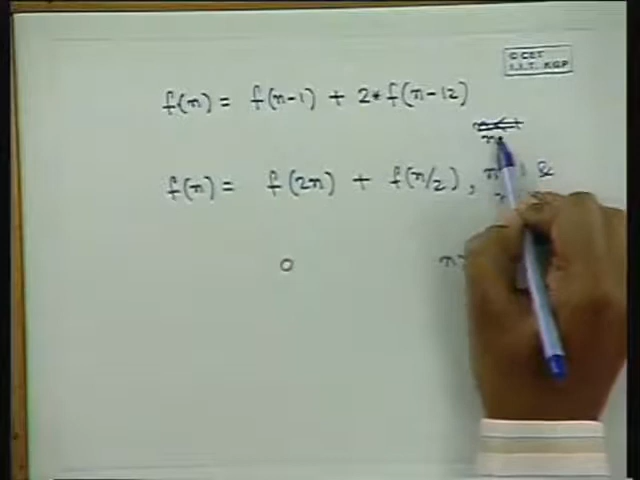 © CET
I.I.T. KGP
f(n) = f(n-1) + 2*f(n-12)
f(n) = f(2n) + f(n/2), n &
0